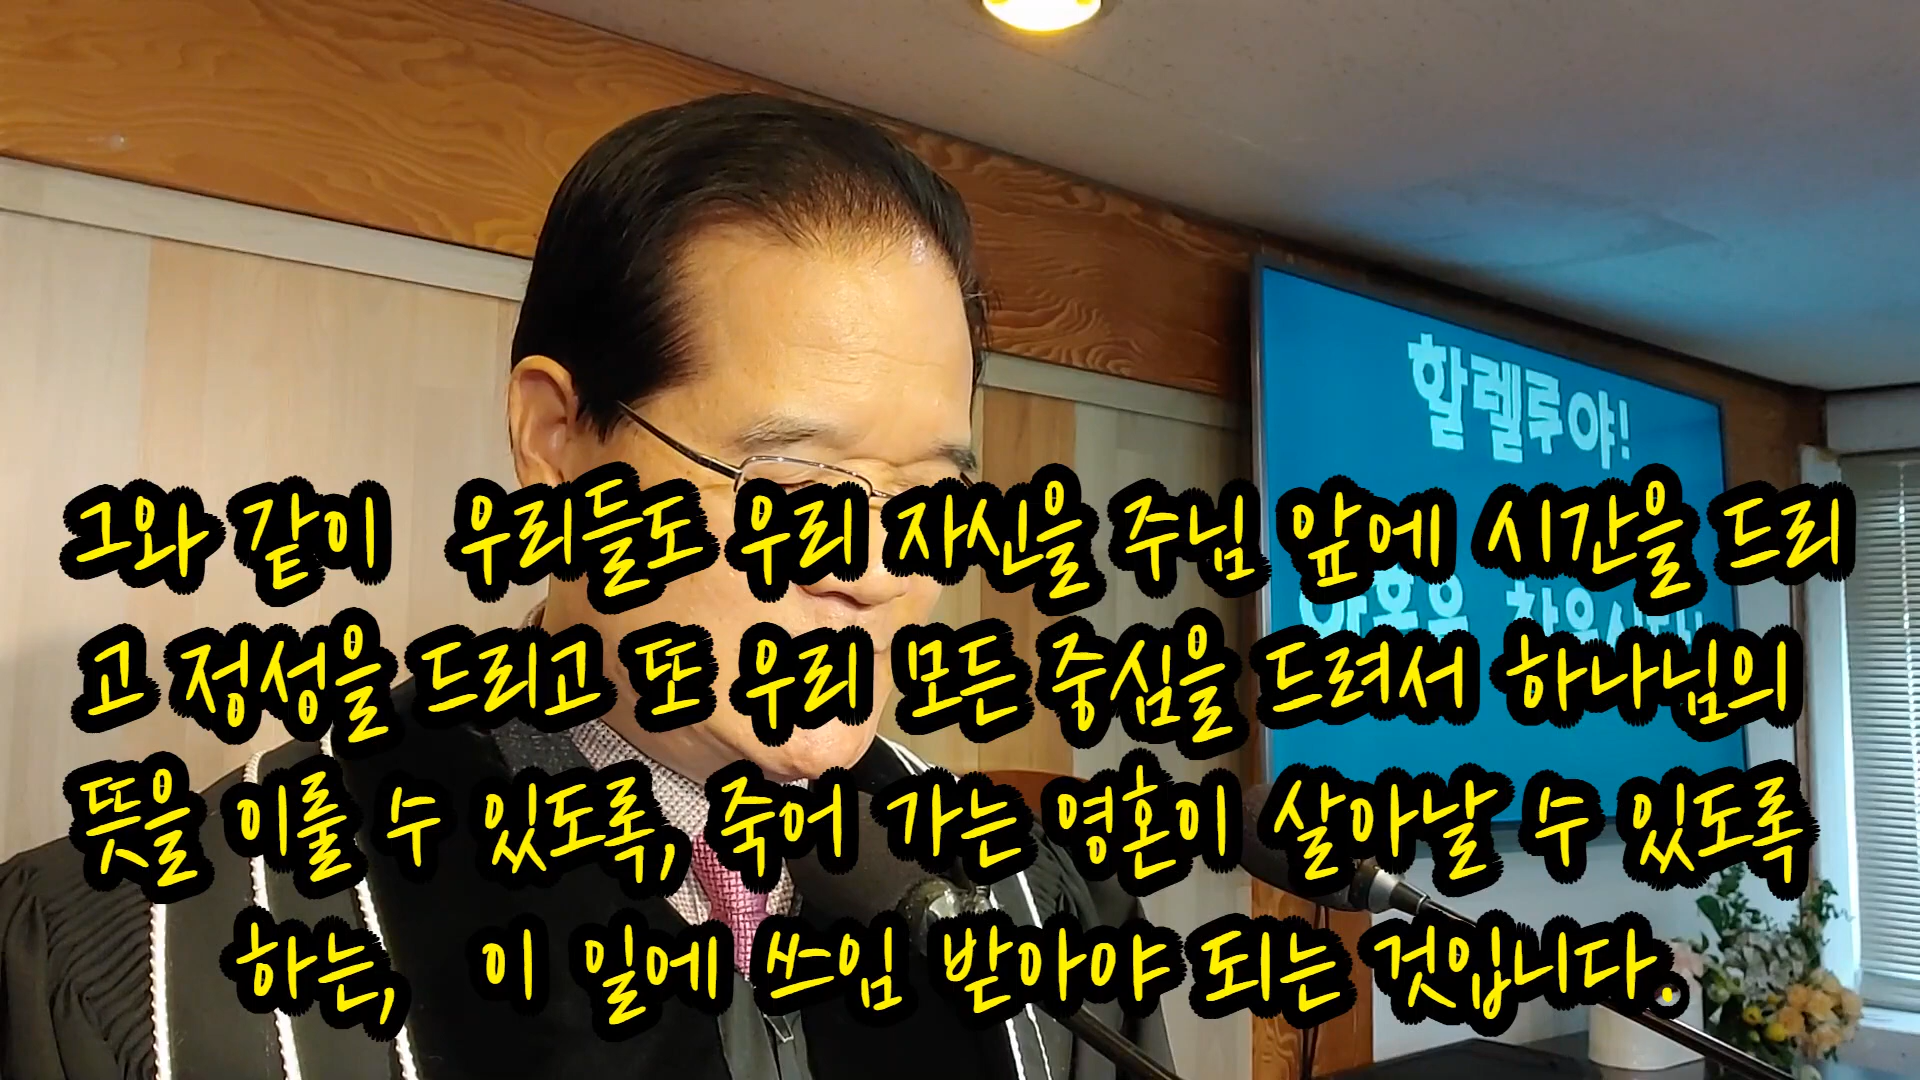 할렐루야!
그와 같이 우리들도 우리 자신을 주님 앞에 시간을 드리
고 정성을 드리고 또 우리 모든 중심을 드려서 하나님의
뜻을 이룰 수 있도록, 죽어 가는 영혼이 살아날 수 있도록
하는, 이 일에 쓰임 받아야 되는 것입니다.